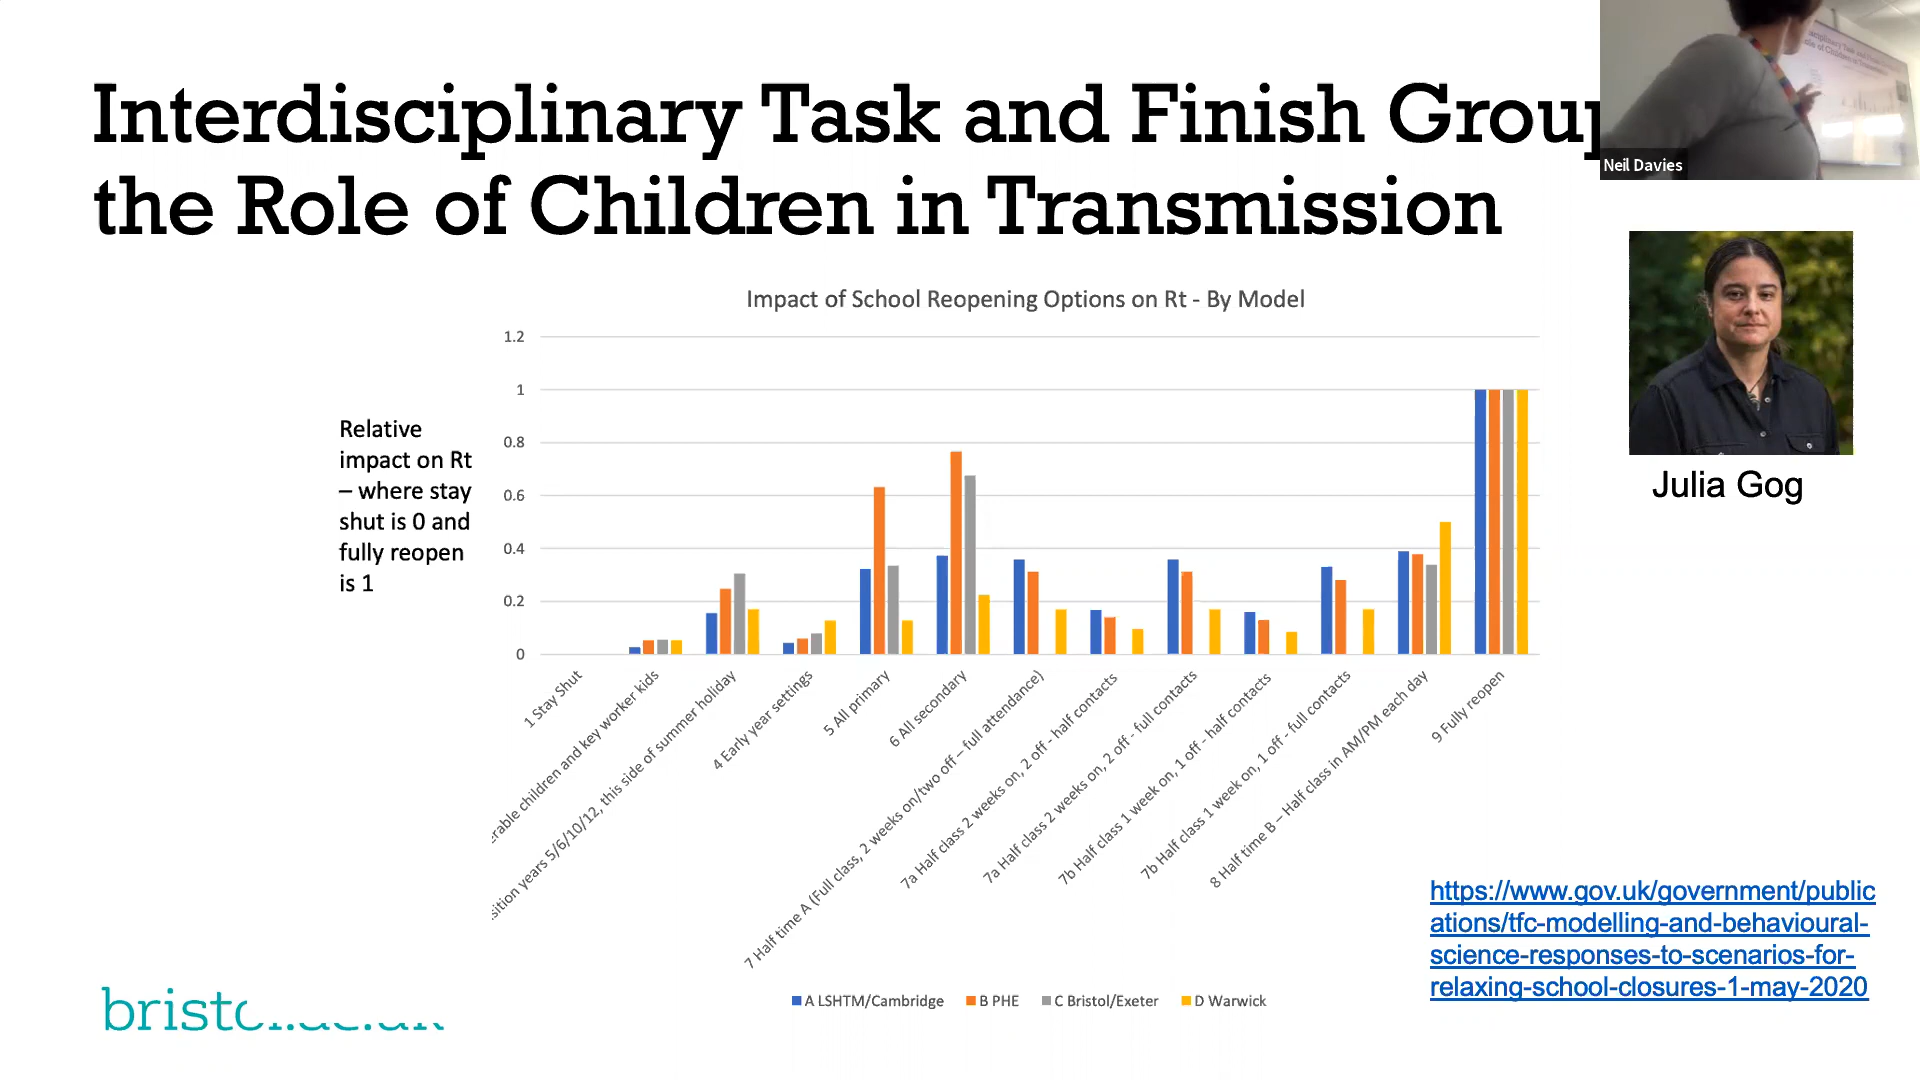 Interdisciplinary Task and Finish Group
the Role of Children in Transmission
Neil Davies
Julia Gog
Impact of School Reopening Options on Rt - By Model
Relative
impact on Rt
– where stay
shut is 0 and
fully reopen
is 1
1.2
1
0.8
0.6
0.4
0.2
0
1 Stay Shut
erable children and key worker kids
sition years 5/6/10/12, this side of summer holiday
4 Early year settings
5 All primary
6 All secondary
7 Half time A (Full class, 2 weeks on/two off – full attendance)
7a Half class 2 weeks on, 2 off - half contacts
7a Half class 2 weeks on, 2 off - full contacts
7b Half class 1 week on, 1 off - half contacts
7b Half class 1 week on, 1 off - full contacts
8 Half time B – Half class in AM/PM each day
9 Fully reopen
A LSHTM/Cambridge
B PHE
C Bristol/Exeter
D Warwick
https://www.gov.uk/government/public
ations/tfc-modelling-and-behavioural-
science-responses-to-scenarios-for-
relaxing-school-closures-1-may-2020
bristol.ac.uk